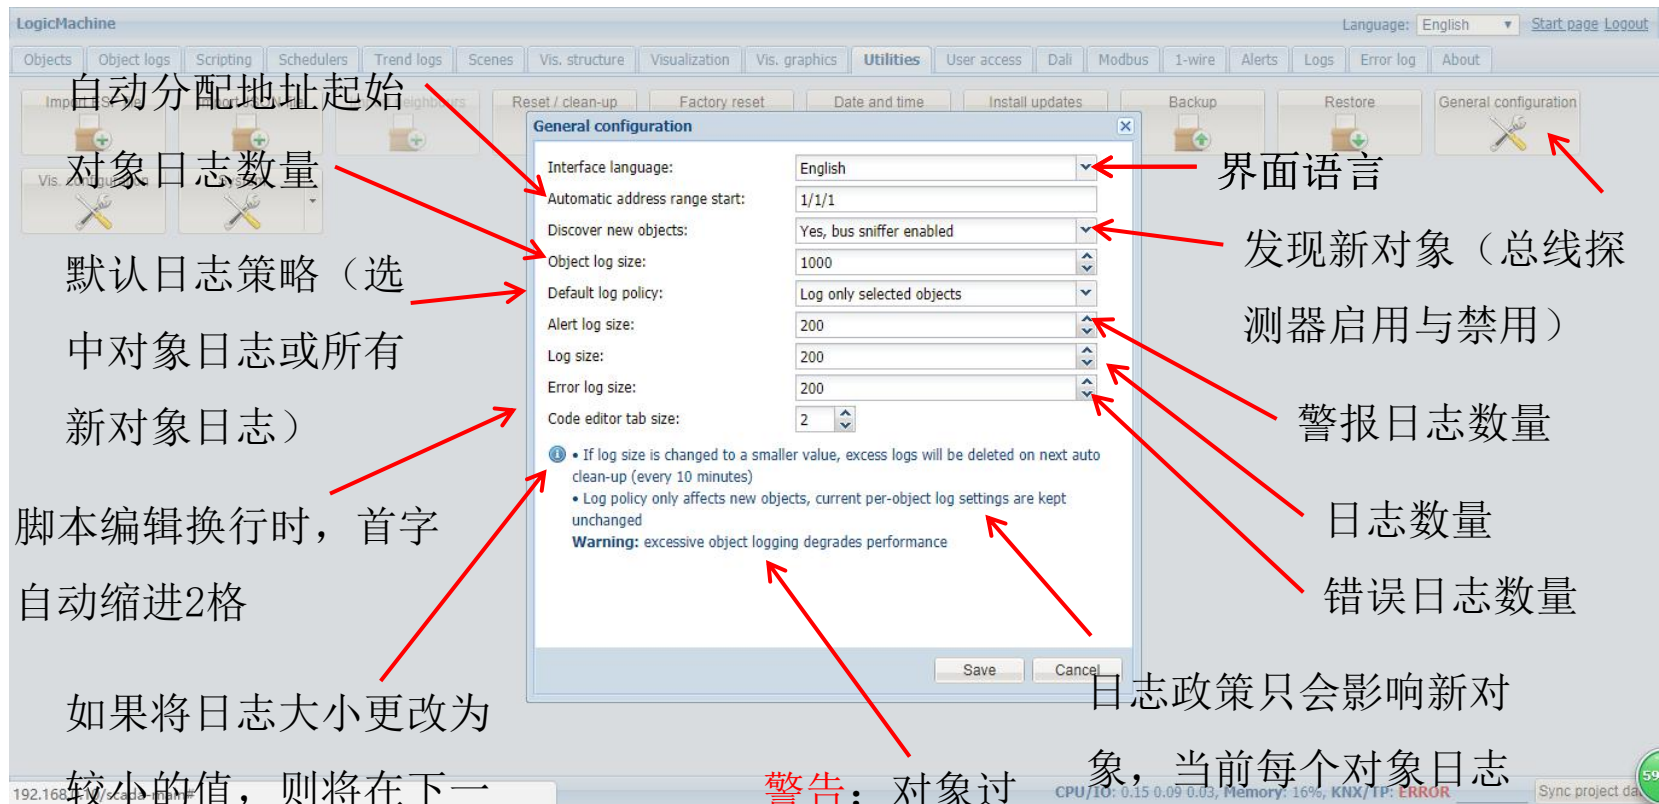 LogicMachine
Language: English Start page Logout
Objects Object logs Scripting Schedulers Trend logs Scenes Vis. structure Visualization Vis. graphics Utilities User access Dali Modbus 1-wire Alerts Logs Error log About
Reset / clean-up Factory reset Date and time Install updates Backup Restore General configuration
Vis. configuration System
自动分配地址起始
对象日志数量
默认日志策略（选
中对象日志或所有
新对象日志）
脚本编辑换行时，首字
自动缩进2格
如果将日志大小更改为
较小的值，则将在下一
General configuration
Interface language: English
Automatic address range start: 1/1/1
Discover new objects: Yes, bus sniffer enabled
Object log size: 1000
Default log policy: Log only selected objects
Alert log size: 200
Log size: 200
Error log size: 200
Code editor tab size: 2
• If log size is changed to a smaller value, excess logs will be deleted on next auto
clean-up (every 10 minutes)
• Log policy only affects new objects, current per-object log settings are kept
unchanged
Warning: excessive object logging degrades performance
Save Cancel
界面语言
发现新对象（总线探
测器启用与禁用）
警报日志数量
日志数量
错误日志数量
日志政策只会影响新对
象，当前每个对象日志
警告：对象过
CPU/IO: 0.15 0.09 0.03, Memory: 16%, KNX/TP: ERROR
Sync project da
59